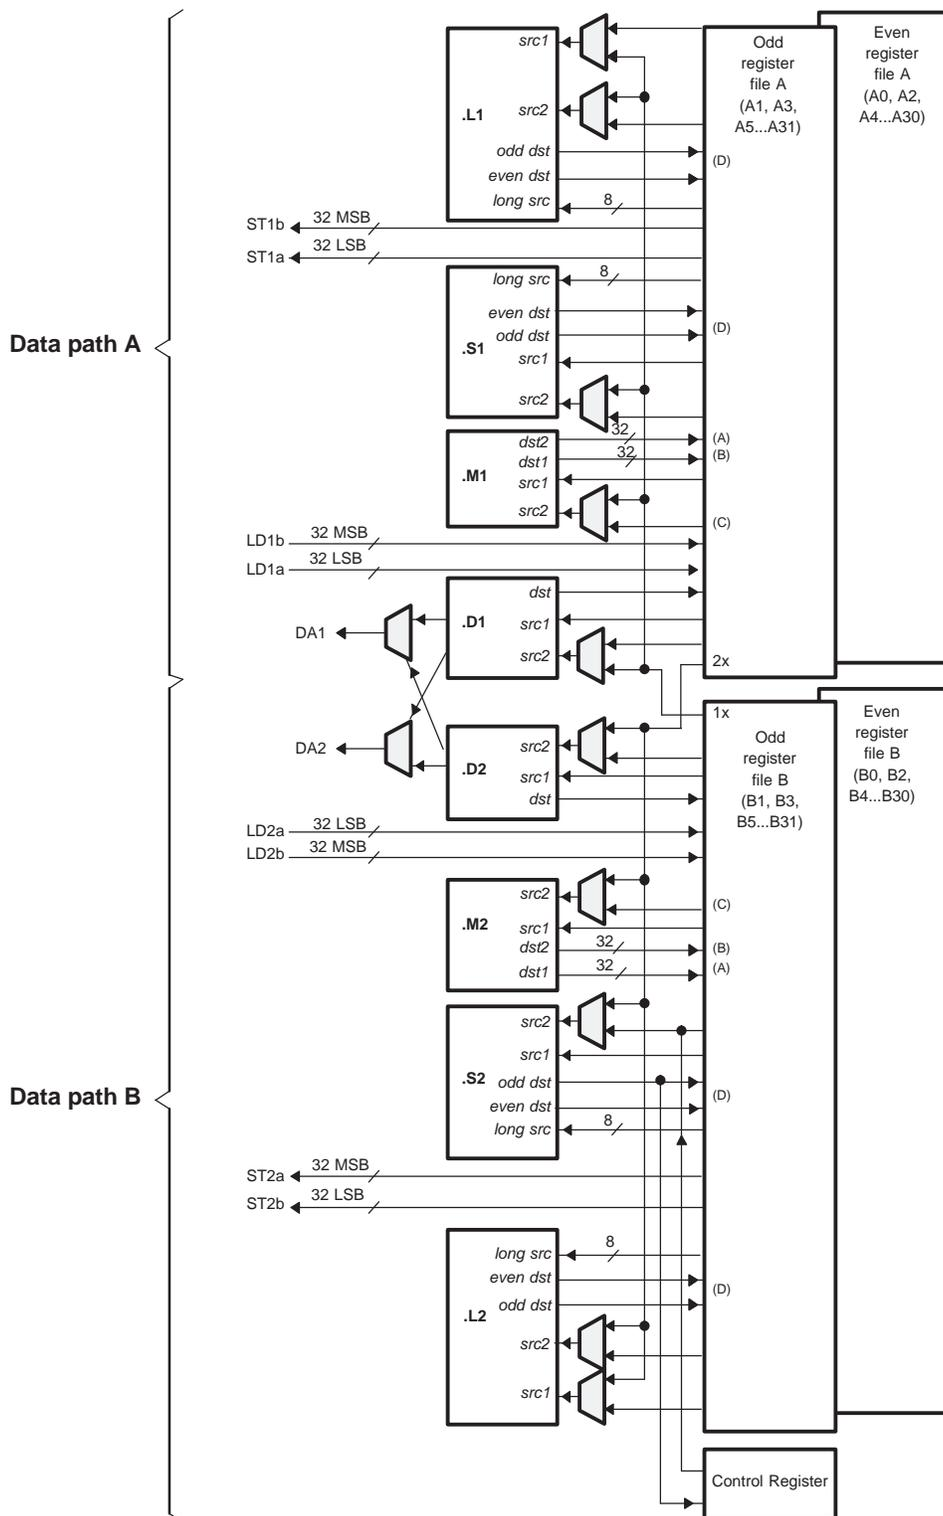 src1
Odd
register
file A
(A1, A3,
A5...A31)
Even
register
file A
(A0, A2,
A4...A30)
.L1
src2
odd dst
(D)
even dst
long src
8
ST1b
32 MSB
ST1a
32 LSB
long src
8
even dst
(D)
odd dst
Data path A
.S1
src1
src2
32
dst2
(A)
32
dst1
(B)
.M1
src1
src2
(C)
LD1b
32 MSB
LD1a
32 LSB
dst
.D1
src1
DA1
src2
2x
1x
Odd
register
file B
(B1, B3,
B5...B31)
Even
register
file B
(B0, B2,
B4...B30)
DA2
src2
.D2
src1
dst
LD2a
32 LSB
LD2b
32 MSB
src2
(C)
.M2
src1
dst2
32
(B)
dst1
32
(A)
src2
src1
.S2
odd dst
(D)
Data path B
even dst
long src
8
ST2a
32 MSB
ST2b
32 LSB
long src
8
even dst
(D)
odd dst
.L2
src2
src1
Control Register